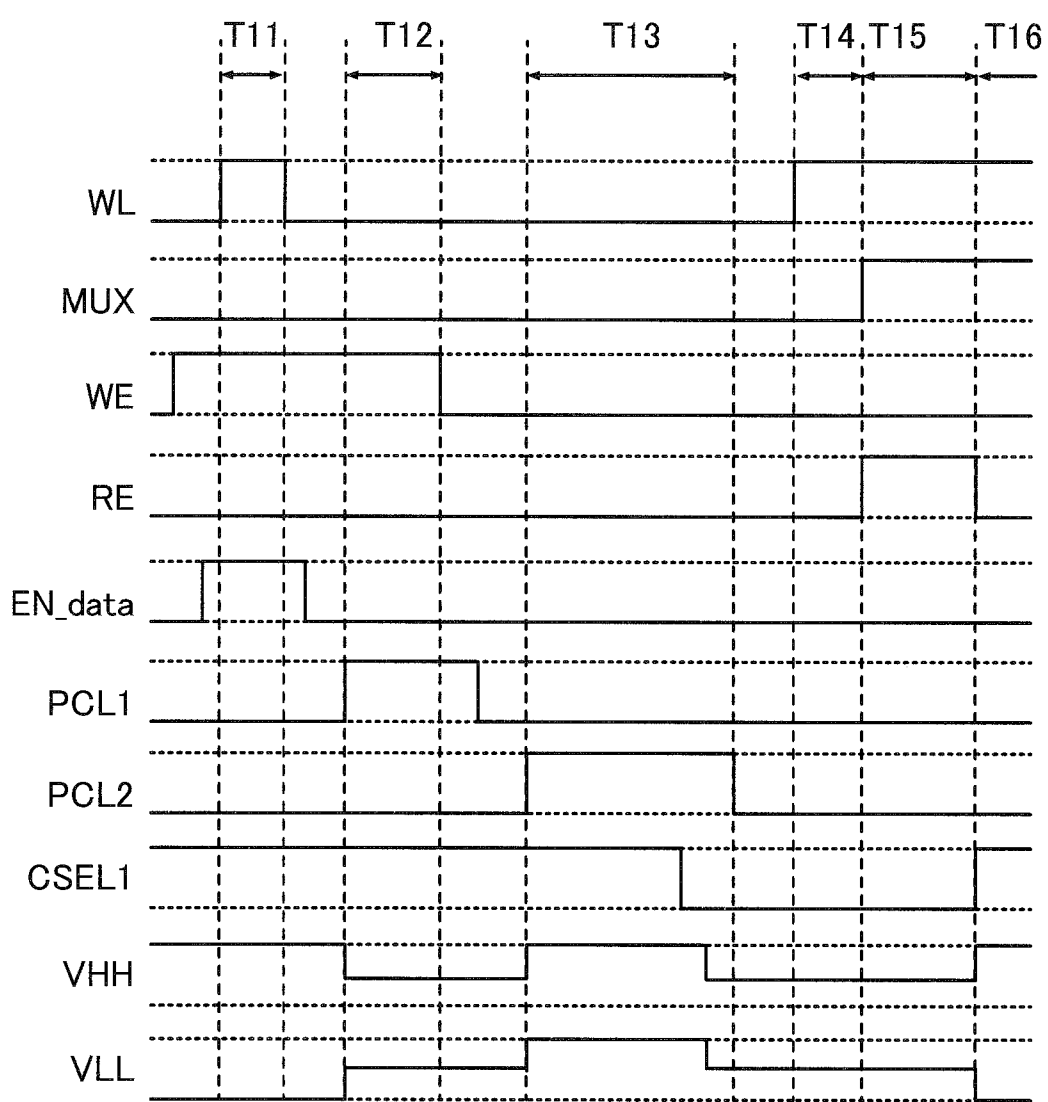 T11 T12 T13 T14 T15 T16
WL
MUX
WE
RE
EN_data
PCL1
PCL2
CSEL1
VHH
VLL